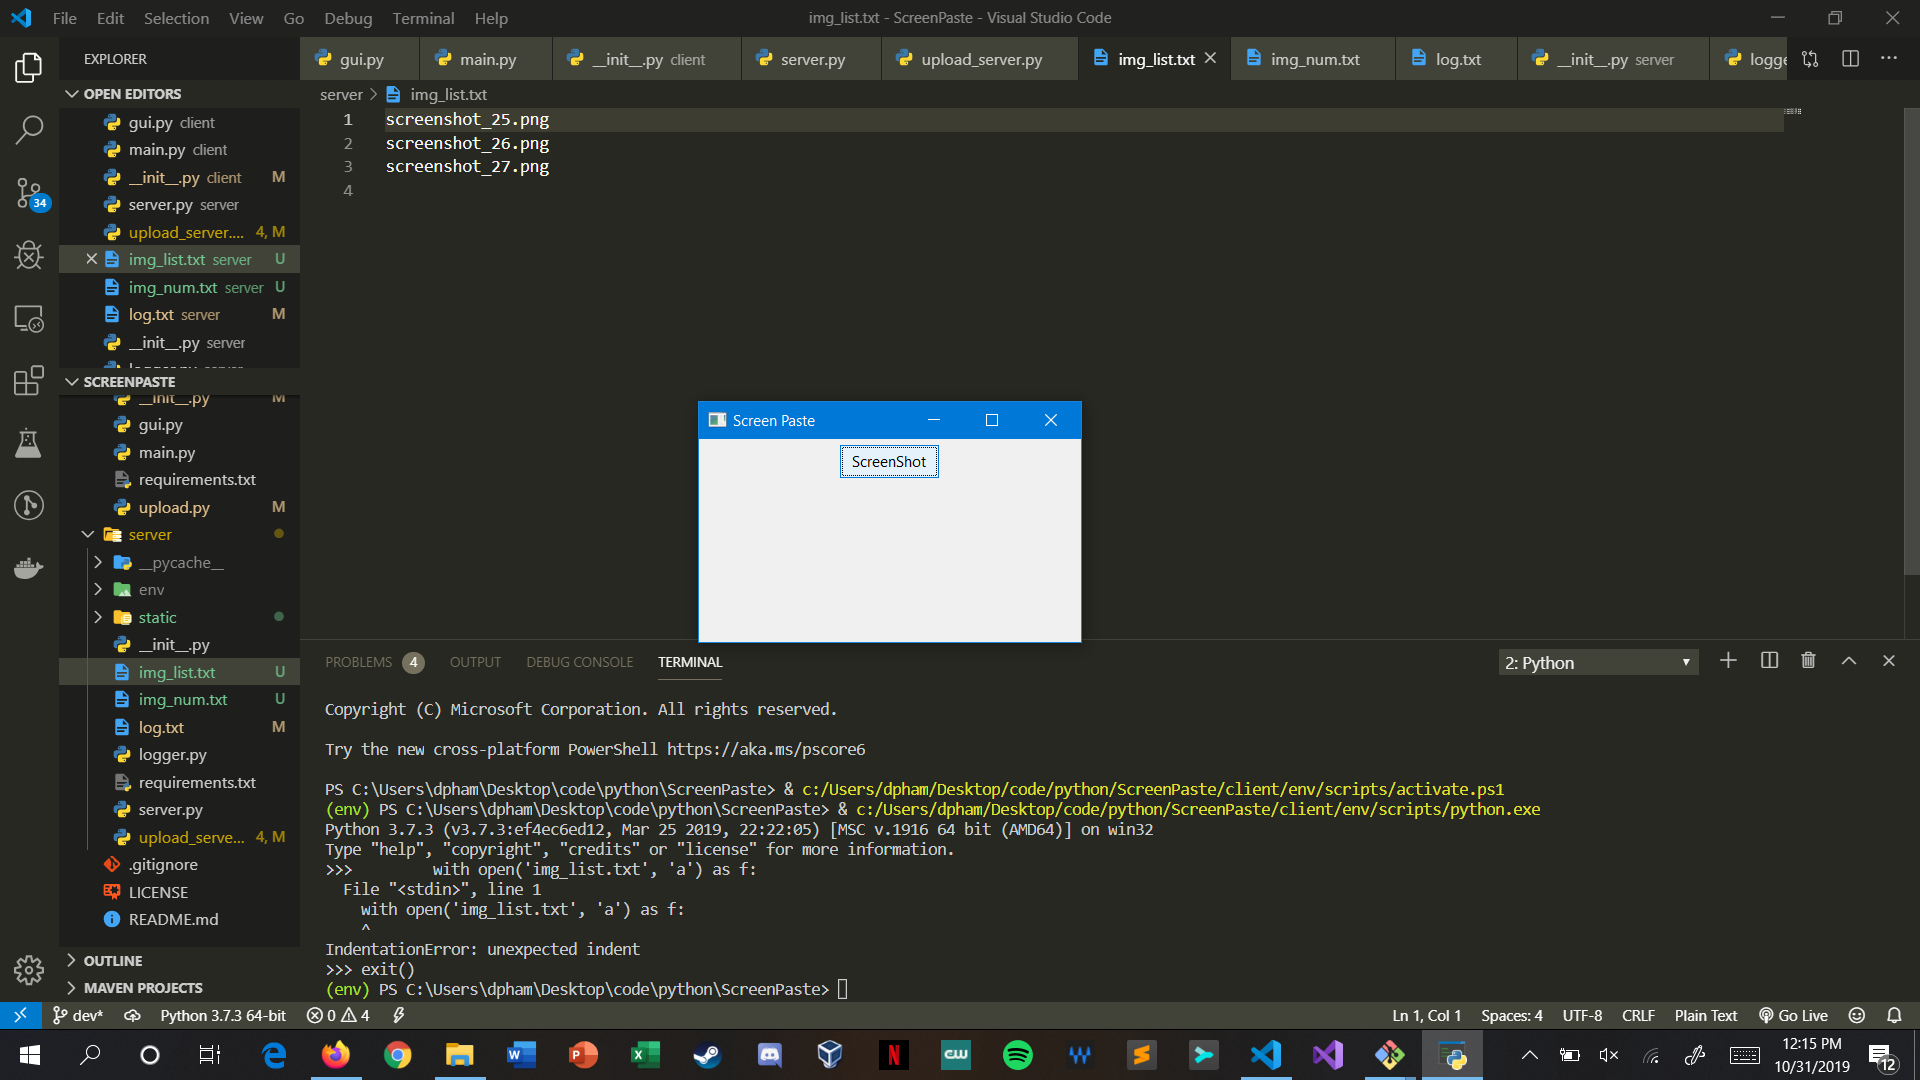 File Edit Selection View Go Debug Terminal Help
img_list.txt - ScreenPaste - Visual Studio Code
EXPLORER
gui.py
main.py
__init__.py client
server.py
upload_server.py
img_list.txt
img_num.txt
log.txt
__init__.py server
OPEN EDITORS
gui.py client
main.py client
__init__.py client M
server.py server
upload_server.... 4, M
img_list.txt server U
img_num.txt server U
log.txt server M
__init__.py server
SCREENPASTE
__init__.py M
gui.py
main.py
requirements.txt
upload.py M
server
__pycache__
env
static
__init__.py
img_list.txt U
img_num.txt U
log.txt M
logger.py
requirements.txt
server.py
upload_serve... 4, M
.gitignore
LICENSE
README.md
OUTLINE
MAVEN PROJECTS
34
server > img_list.txt
1 screenshot_25.png
2 screenshot_26.png
3 screenshot_27.png
4
Screen Paste
ScreenShot
PROBLEMS 4 OUTPUT DEBUG CONSOLE TERMINAL
2: Python
Copyright (C) Microsoft Corporation. All rights reserved.
Try the new cross-platform PowerShell https://aka.ms/pscore6
PS C:\Users\dpham\Desktop\code\python\ScreenPaste> & c:/Users/dpham/Desktop/code/python/ScreenPaste/client/env/scripts/activate.ps1
(env) PS C:\Users\dpham\Desktop\code\python\ScreenPaste> & c:/Users/dpham/Desktop/code/python/ScreenPaste/client/env/scripts/python.exe
Python 3.7.3 (v3.7.3:ef4ec6ed12, Mar 25 2019, 22:22:05) [MSC v.1916 64 bit (AMD64)] on win32
Type "help", "copyright", "credits" or "license" for more information.
>>>         with open('img_list.txt', 'a') as f:
  File "<stdin>", line 1
    with open('img_list.txt', 'a') as f:
    ^
IndentationError: unexpected indent
>>> exit()
(env) PS C:\Users\dpham\Desktop\code\python\ScreenPaste>
dev* Python 3.7.3 64-bit 0 4
Ln 1, Col 1 Spaces: 4 UTF-8 CRLF Plain Text Go Live
12:15 PM
10/31/2019
12